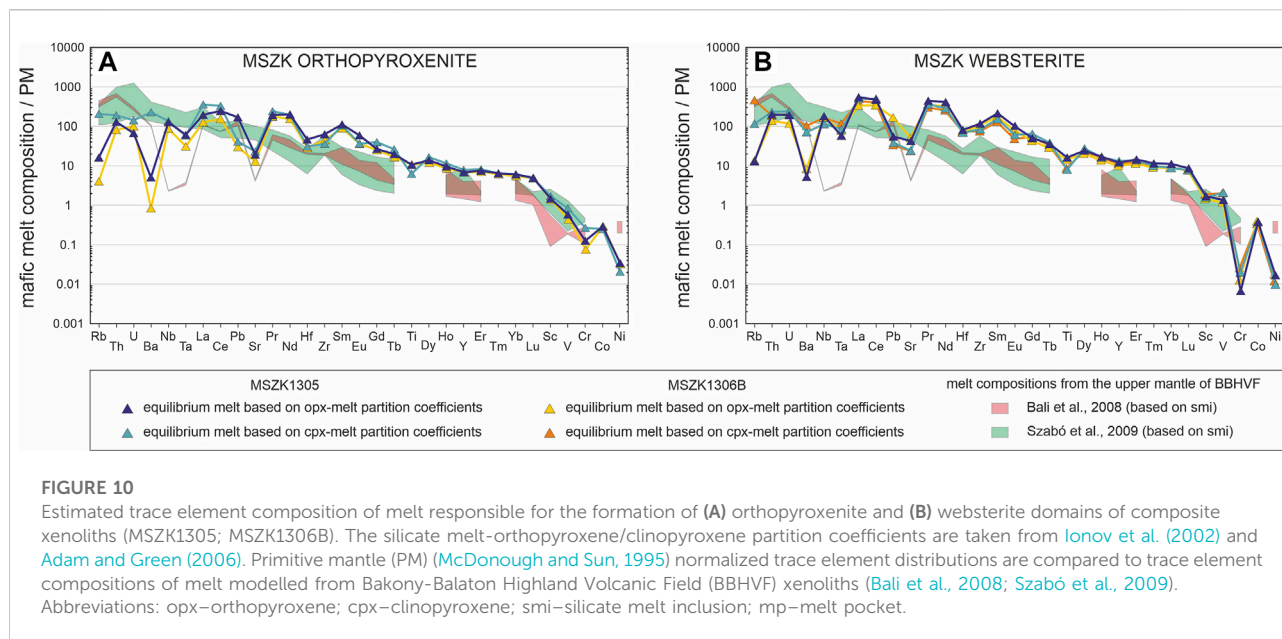 A
MSZK ORTHOPYROXENITE
mafic melt composition / PM
10000
1000
100
10
1
0.1
0.01
0.001
Rb Th U Ba Nb Ta La Ce Pb Sr Pr Nd Hf Zr Sm Eu Gd Tb Ti Dy Ho Y Er Tm Yb Lu Sc V Cr Co Ni
B
MSZK WEBSTERITE
mafic melt composition / PM
10000
1000
100
10
1
0.1
0.01
0.001
Rb Th U Ba Nb Ta La Ce Pb Sr Pr Nd Hf Zr Sm Eu Gd Tb Ti Dy Ho Y Er Tm Yb Lu Sc V Cr Co Ni
MSZK1305
equilibrium melt based on opx-melt partition coefficients
equilibrium melt based on cpx-melt partition coefficients
MSZK1306B
equilibrium melt based on opx-melt partition coefficients
equilibrium melt based on cpx-melt partition coefficients
melt compositions from the upper mantle of BBHVF
Bali et al., 2008 (based on smi)
Szabó et al., 2009 (based on smi)
FIGURE 10
Estimated trace element composition of melt responsible for the formation of (A) orthopyroxenite and (B) websterite domains of composite
xenoliths (MSZK1305; MSZK1306B). The silicate melt-orthopyroxene/clinopyroxene partition coefficients are taken from Ionov et al. (2002) and
Adam and Green (2006). Primitive mantle (PM) (McDonough and Sun, 1995) normalized trace element distributions are compared to trace element
compositions of melt modelled from Bakony-Balaton Highland Volcanic Field (BBHVF) xenoliths (Bali et al., 2008; Szabó et al., 2009).
Abbreviations: opx–orthopyroxene; cpx–clinopyroxene; smi–silicate melt inclusion; mp–melt pocket.